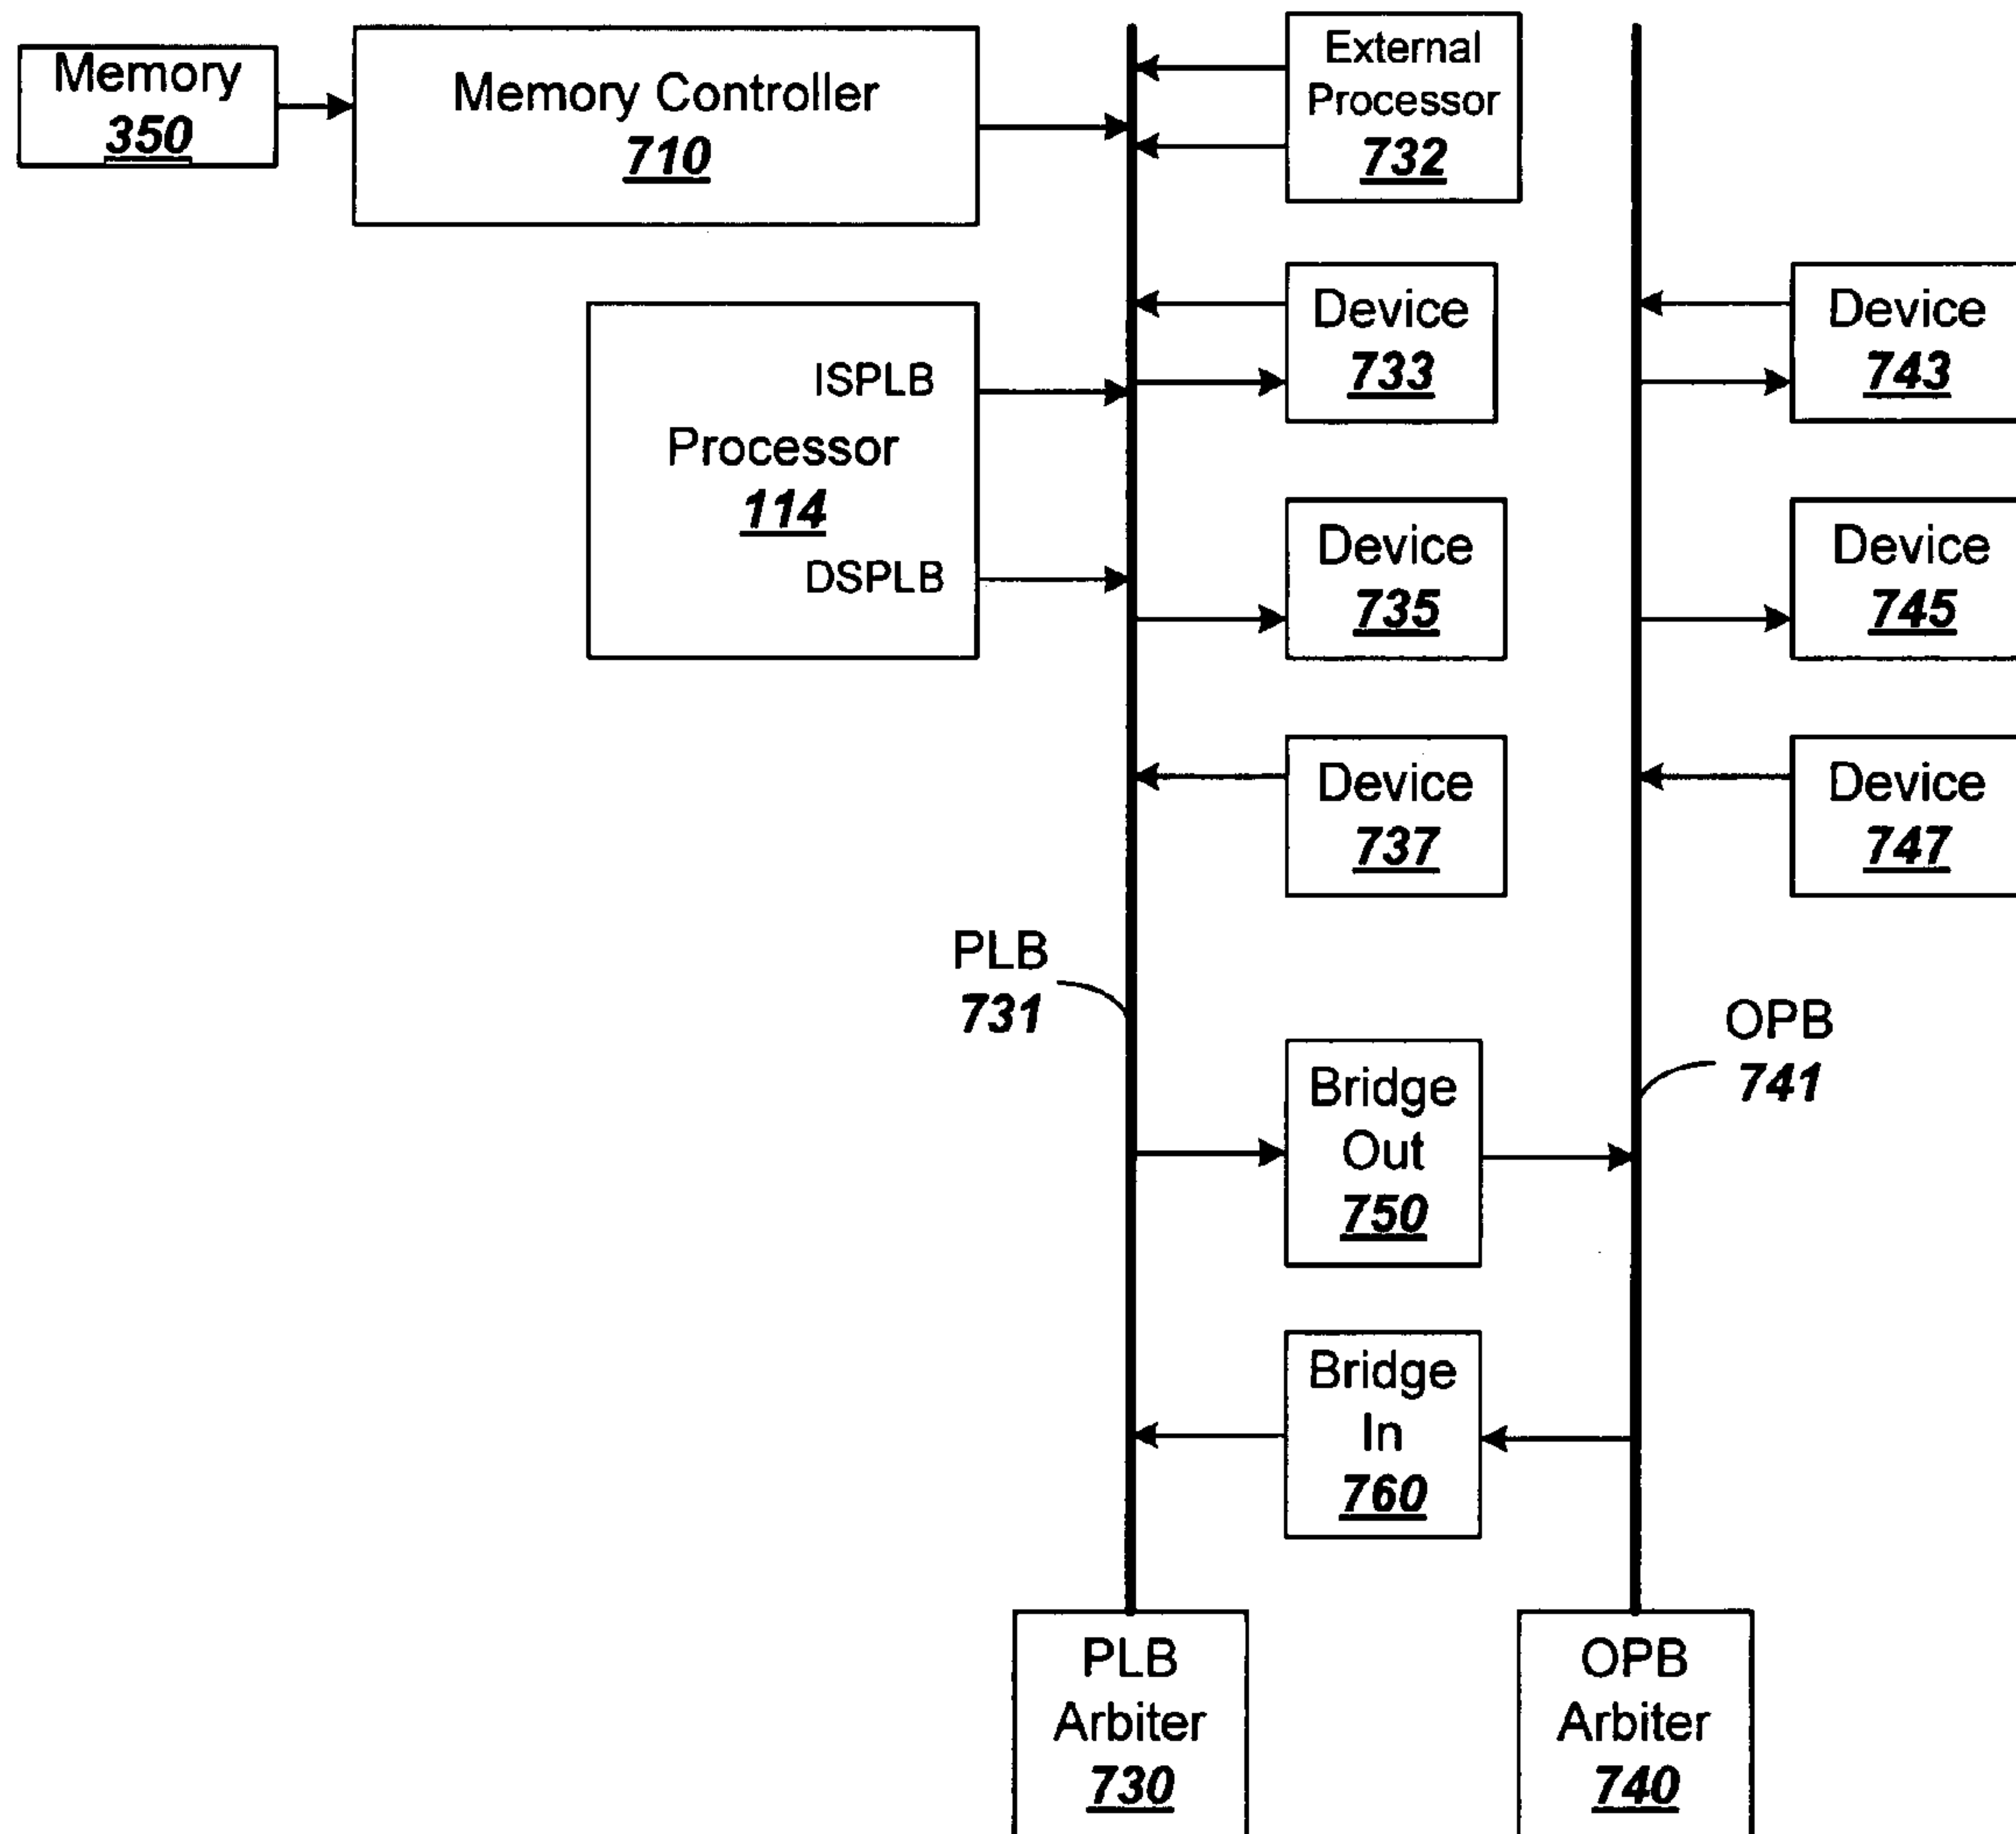 Memory
350
Memory Controller
710
External
Processor
732
Device
733
Device
743
ISPLB
Processor
114
DSPLB
Device
735
Device
745
Device
737
Device
747
PLB
731
OPB
741
Bridge
Out
750
Bridge
In
760
PLB
Arbiter
730
OPB
Arbiter
740